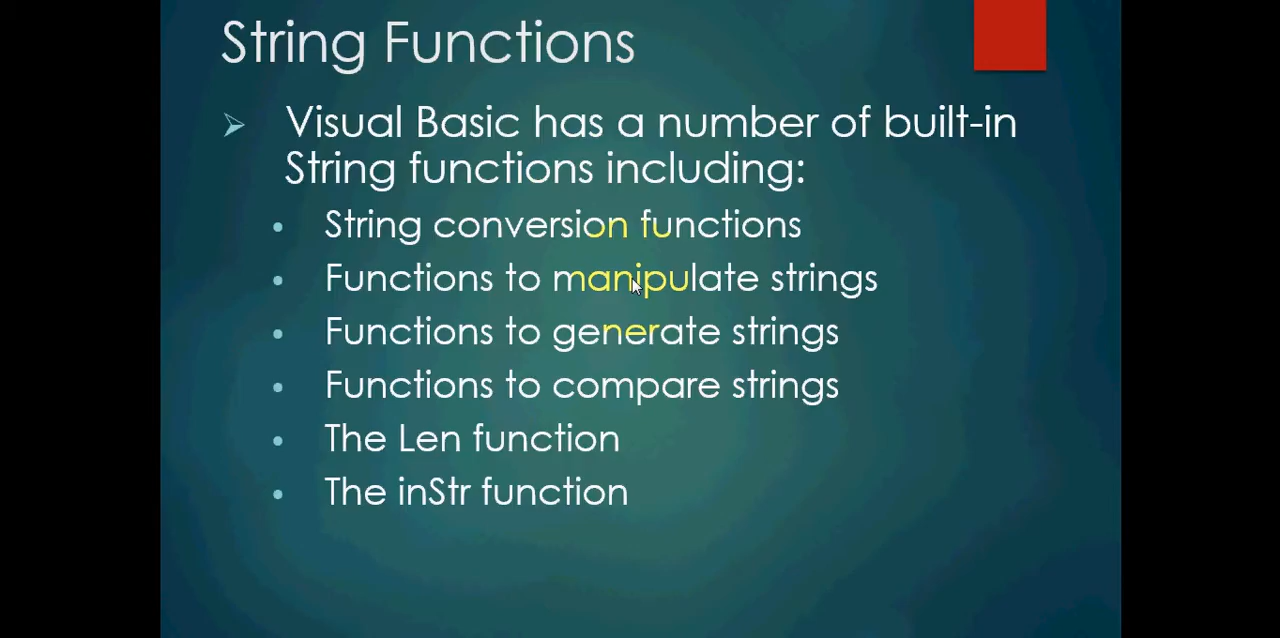 String Functions
Visual Basic has a number of built-in
String functions including:
String conversion functions
Functions to manipulate strings
Functions to generate strings
Functions to compare strings
The Len function
The inStr function